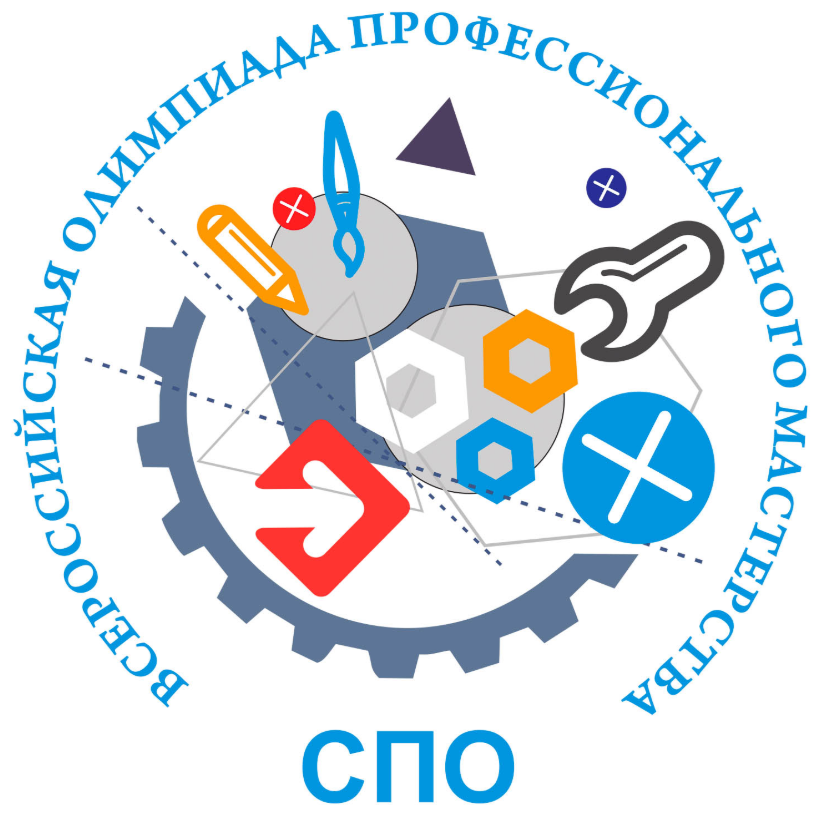 ВСЕРОССИЙСКАЯ ОЛИМПИАДА ПРОФЕССИОНАЛЬНОГО МАСТЕРСТВА
СПО